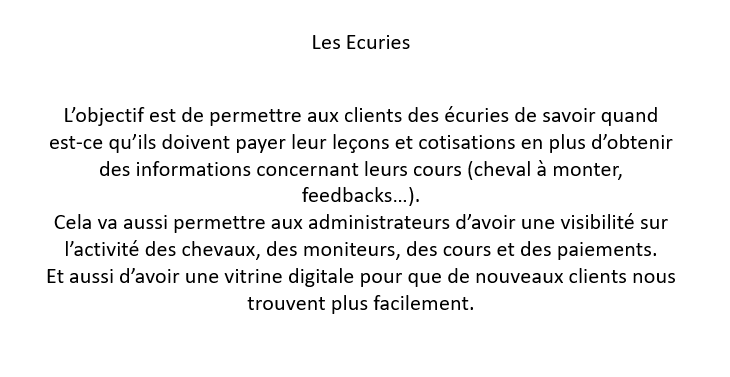 Les Ecuries
L’objectif est de permettre aux clients des écuries de savoir quand
est-ce qu’ils doivent payer leur leçons et cotisations en plus d’obtenir
des informations concernant leurs cours (cheval à monter,
feedbacks…).
Cela va aussi permettre aux administrateurs d’avoir une visibilité sur
l’activité des chevaux, des moniteurs, des cours et des paiements.
Et aussi d’avoir une vitrine digitale pour que de nouveaux clients nous
trouvent plus facilement.